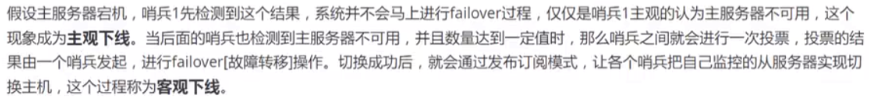 假设主服务器宕机，哨兵1先检测到这个结果，系统并不会马上进行failover过程，仅仅是哨兵1主观的认为主服务器不可用，这个
现象成为主观下线。当后面的哨兵也检测到主服务器不可用，并且数量达到一定值时，那么哨兵之间就会进行一次投票，投票的结
果由一个哨兵发起，进行failover[故障转移]操作。切换成功后，就会通过发布订阅模式，让各个哨兵把自己监控的从服务器实现切
换主机，这个过程称为客观下线。